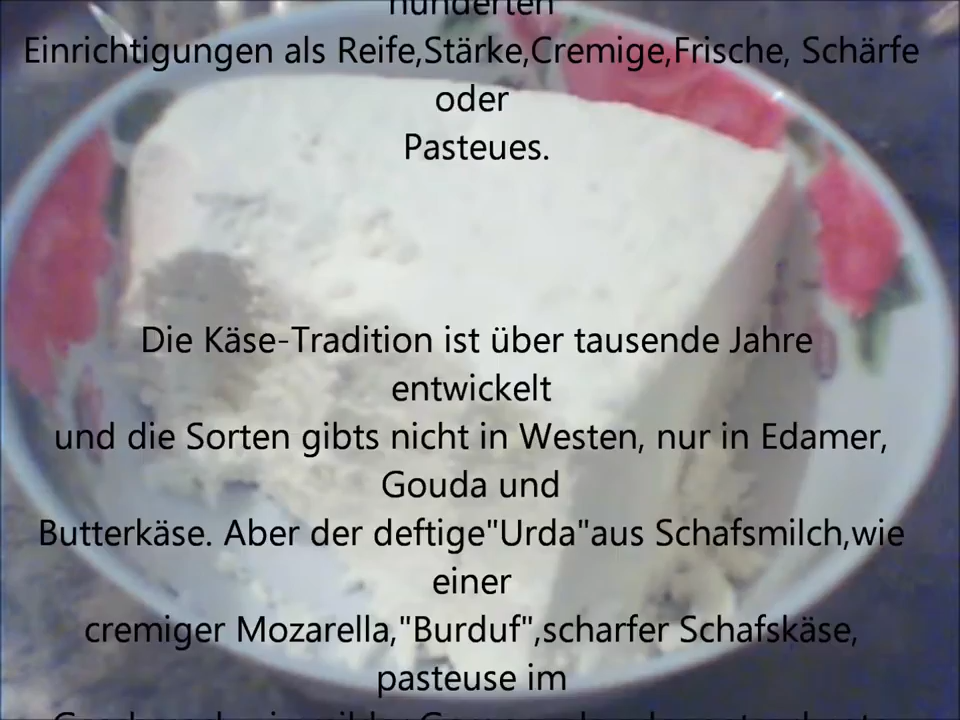 hunderten
Einrichtigungen als Reife,Stärke,Cremige,Frische, Schärfe
oder
Pasteues.
Die Käse-Tradition ist über tausende Jahre
entwickelt
und die Sorten gibts nicht in Westen, nur in Edamer,
Gouda und
Butterkäse. Aber der deftige"Urda"aus Schafsmilch,wie
einer
cremiger Mozarella,"Burduf",scharfer Schafskäse,
pasteuse im